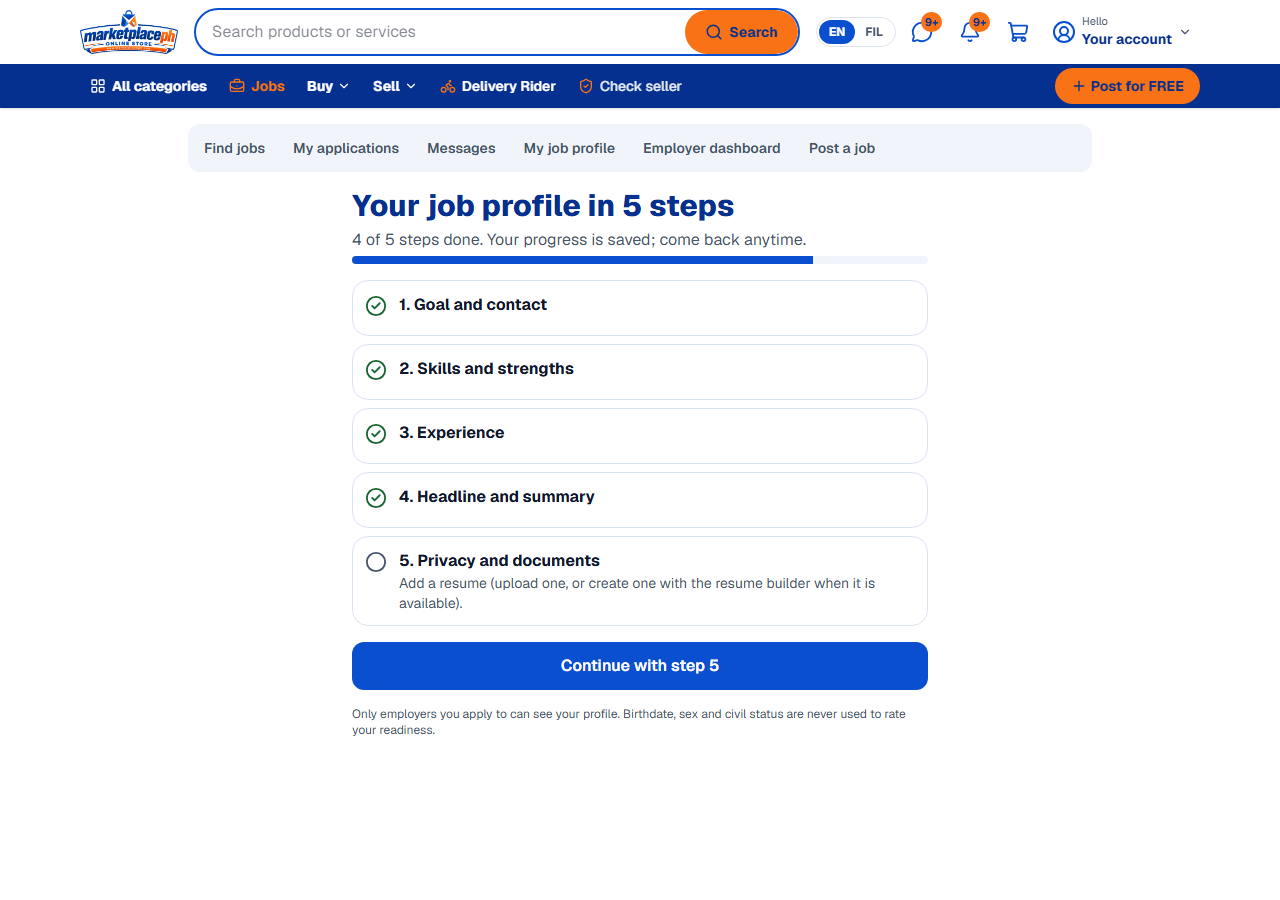 marketplaceph
ONLINE STORE
Search products or services
Search
EN
FIL
9+
9+
Hello
Your account
All categories
Jobs
Buy
Sell
Delivery Rider
Check seller
+ Post for FREE
Find jobs
My applications
Messages
My job profile
Employer dashboard
Post a job
Your job profile in 5 steps
4 of 5 steps done. Your progress is saved; come back anytime.
1. Goal and contact
2. Skills and strengths
3. Experience
4. Headline and summary
5. Privacy and documents
Add a resume (upload one, or create one with the resume builder when it is
available).
Continue with step 5
Only employers you apply to can see your profile. Birthdate, sex and civil status are never used to rate
your readiness.